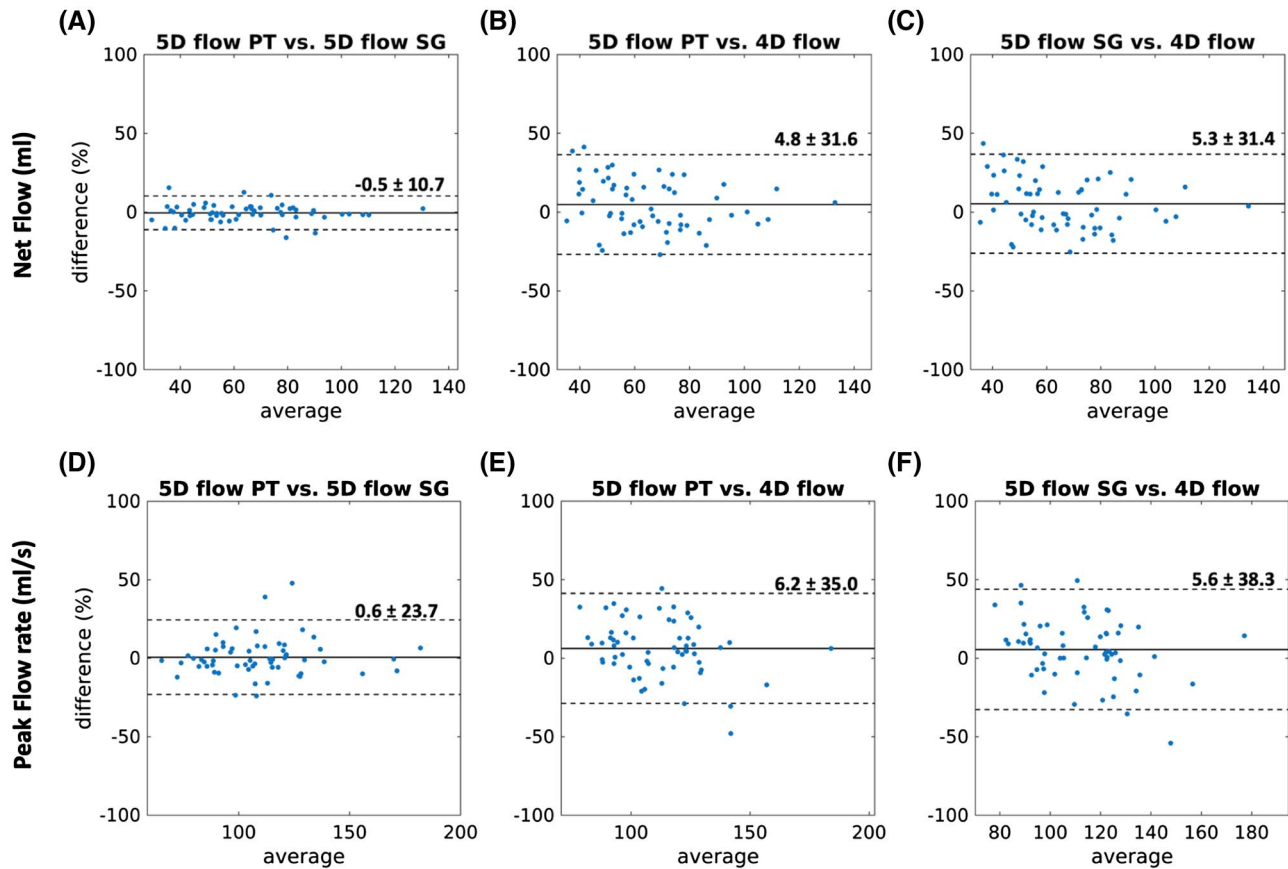 (A)
5D flow PT vs. 5D flow SG
Net Flow (ml)
difference (%)
100
50
0
-50
-100
-0.5 ± 10.7
40 60 80 100 120 140
average
(B)
5D flow PT vs. 4D flow
100
50
0
-50
-100
4.8 ± 31.6
40 60 80 100 120 140
average
(C)
5D flow SG vs. 4D flow
100
50
0
-50
-100
5.3 ± 31.4
40 60 80 100 120 140
average
(D)
5D flow PT vs. 5D flow SG
Peak Flow rate (ml/s)
difference (%)
100
50
0
-50
-100
0.6 ± 23.7
100 150 200
average
(E)
5D flow PT vs. 4D flow
100
50
0
-50
-100
6.2 ± 35.0
100 150 200
average
(F)
5D flow SG vs. 4D flow
100
50
0
-50
-100
5.6 ± 38.3
80 100 120 140 160 180
average